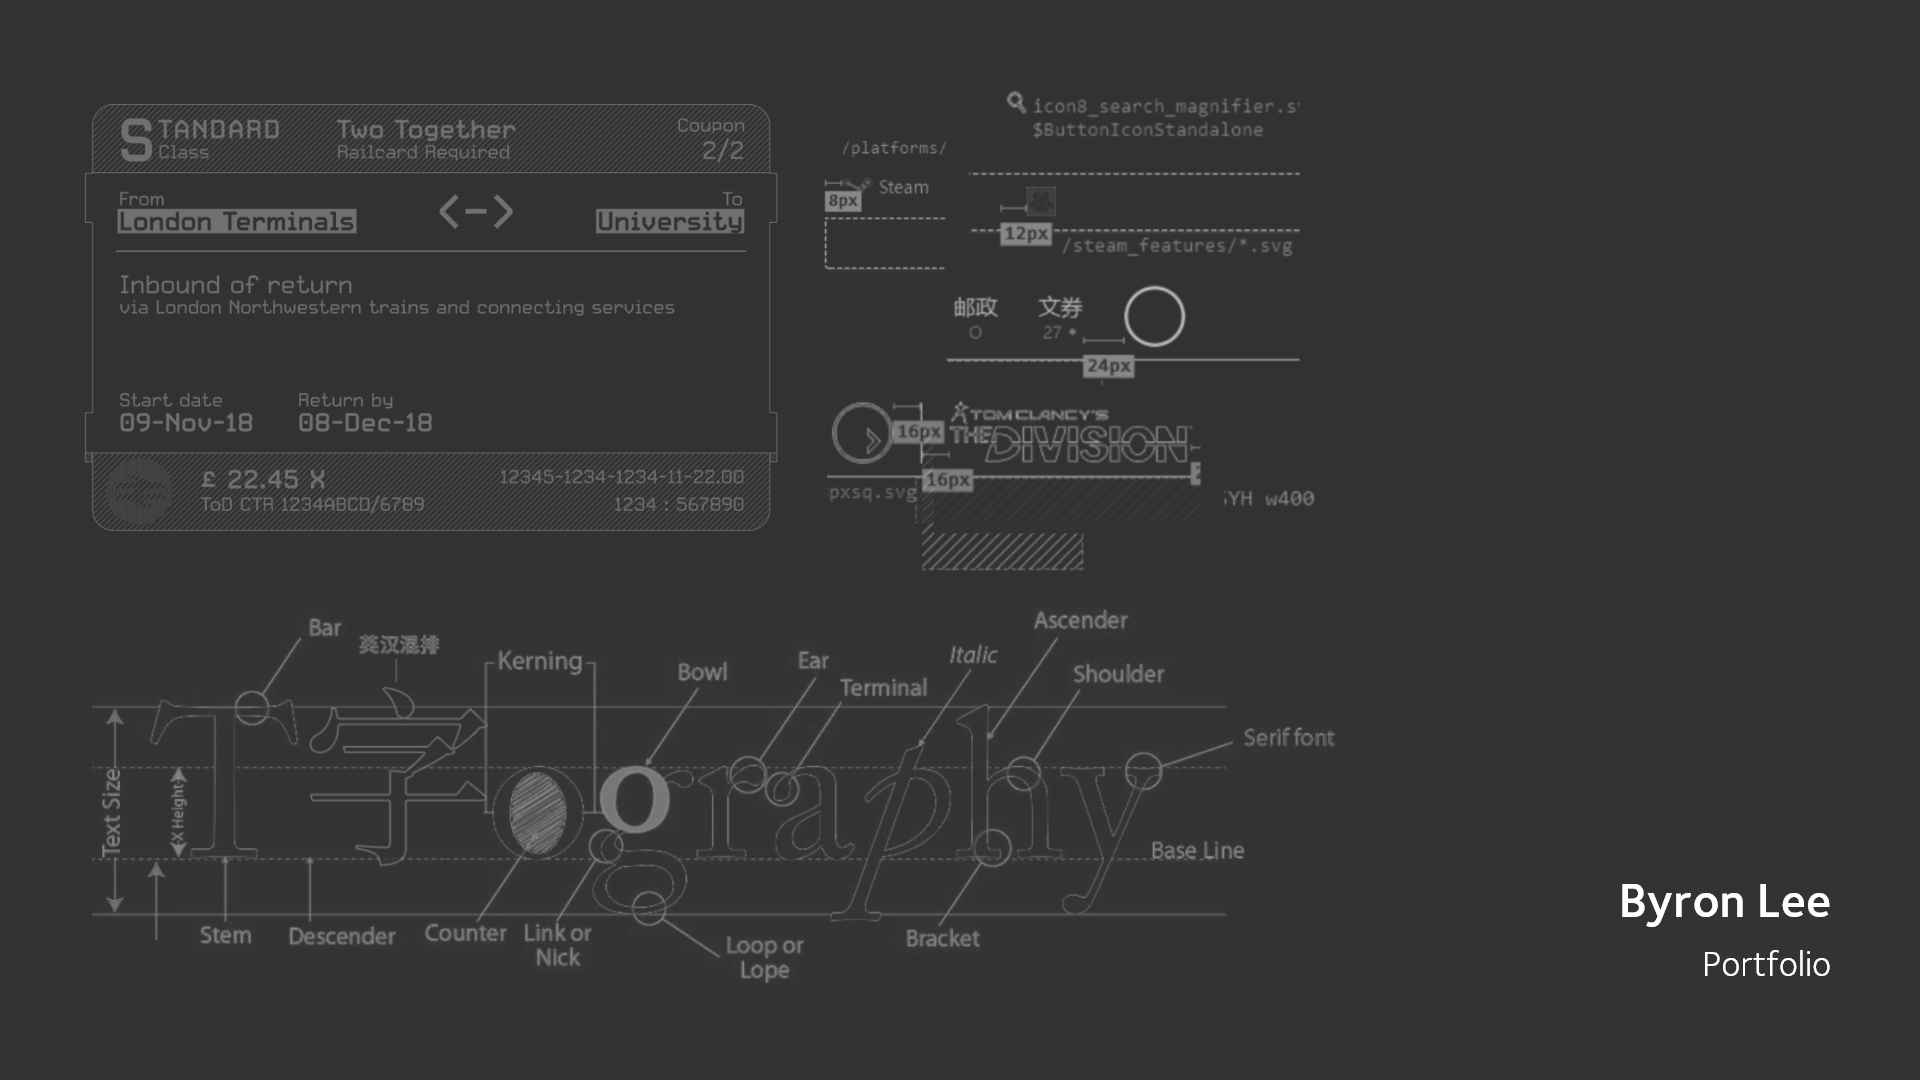 STANDARD
Class
Two Together
Railcard Required
Coupon
2/2
From
London Terminals
<->
To
University
Inbound of return
via London Northwestern trains and connecting services
Start date
09-Nov-18
Return by
08-Dec-18
£ 22.45 X
ToD CTR 1234ABCD/6789
12345-1234-1234-11-22.00
1234 : 567890
icon8_search_magnifier.s
$ButtonIconStandalone
/platforms/
Steam
8px
12px
/steam_features/*.svg
邮政
0
文券
27
24px
16px
TOM CLANCY'S
THE DIVISION
16px
pxsq.svg
YH w400
Bar
英汉混排
Kerning
Bowl
Ear
Terminal
Italic
Ascender
Shoulder
Serif font
Text Size
X Height
T字ography
Base Line
Stem
Descender
Counter
Link or
Nick
Loop or
Lope
Bracket
Byron Lee
Portfolio